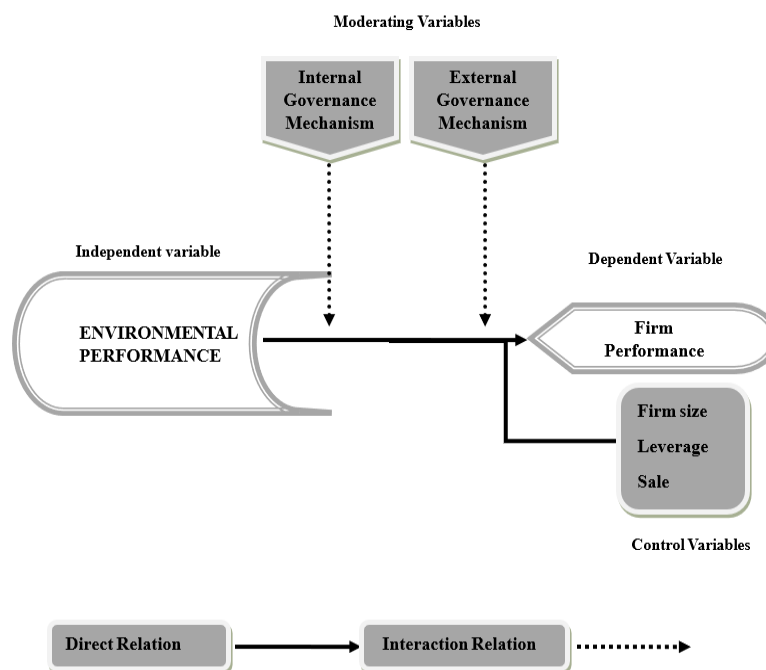 Moderating Variables
Internal
Governance
Mechanism
External
Governance
Mechanism
Independent variable
Dependent Variable
ENVIRONMENTAL
PERFORMANCE
Firm
Performance
Firm size
Leverage
Sale
Control Variables
Direct Relation
Interaction Relation